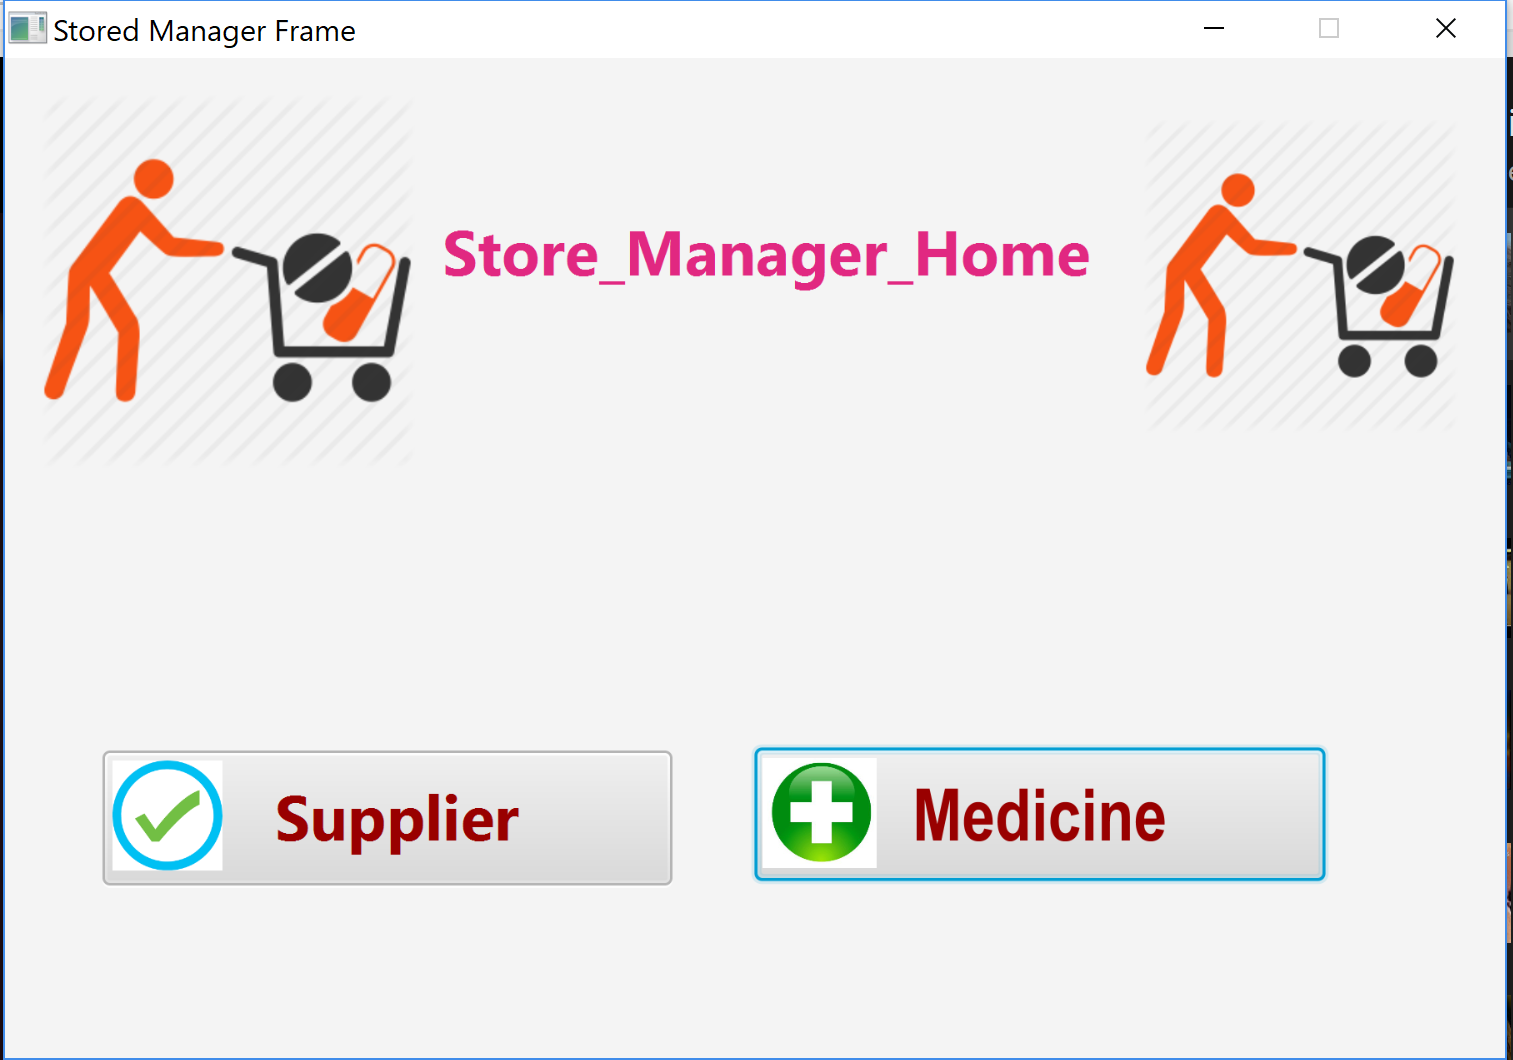 Stored Manager Frame
Store_Manager_Home
Supplier
Medicine